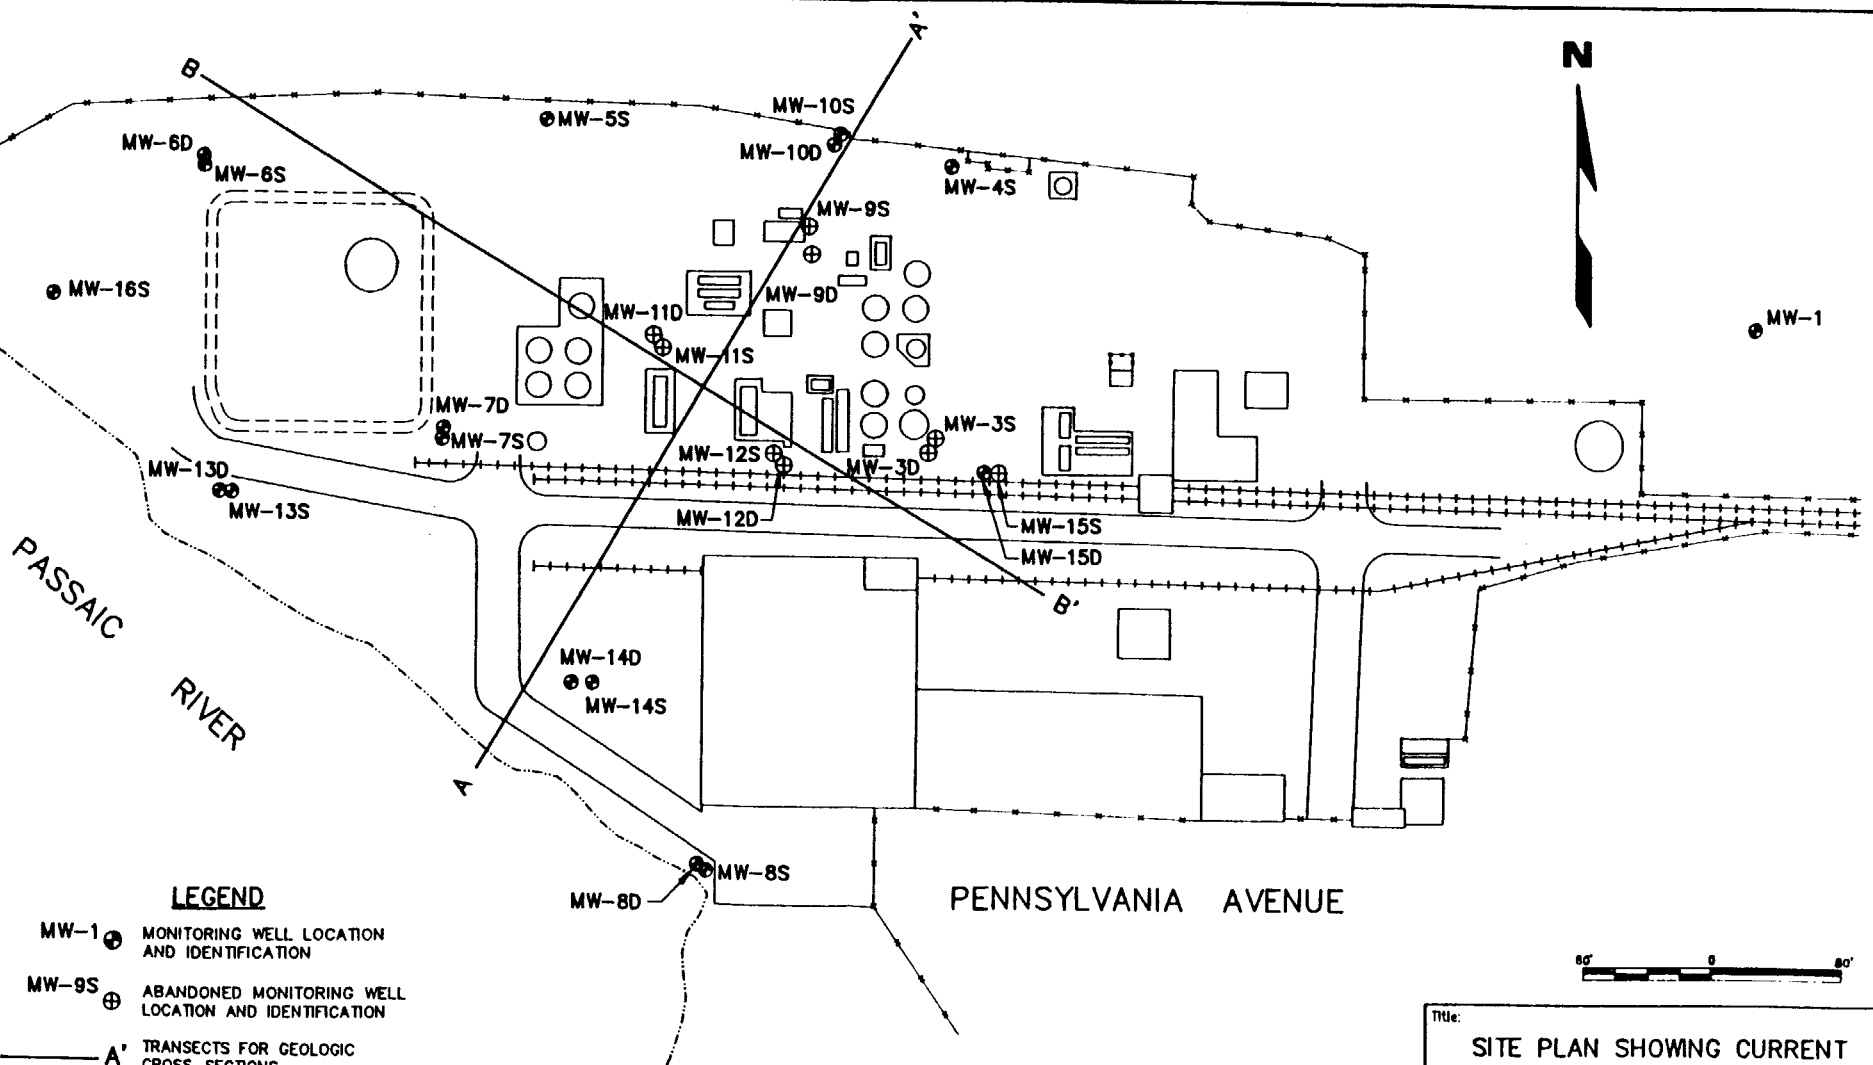 A'
N
B
MW-10S
MW-5S
MW-6D
MW-10D
MW-6S
MW-4S
MW-9S
MW-16S
MW-9D
MW-11D
MW-1
MW-11S
MW-7D
MW-3S
MW-7S
MW-12S
MW-13D
MW-3D
MW-13S
MW-12D
MW-15S
MW-15D
PASSAIC
RIVER
B'
MW-14D
MW-14S
A
MW-8S
MW-8D
PENNSYLVANIA AVENUE
LEGEND
MW-1
MONITORING WELL LOCATION
AND IDENTIFICATION
MW-9S
ABANDONED MONITORING WELL
LOCATION AND IDENTIFICATION
A'
TRANSECTS FOR GEOLOGIC
CROSS SECTIONS
0
80'
Title:
SITE PLAN SHOWING CURRENT